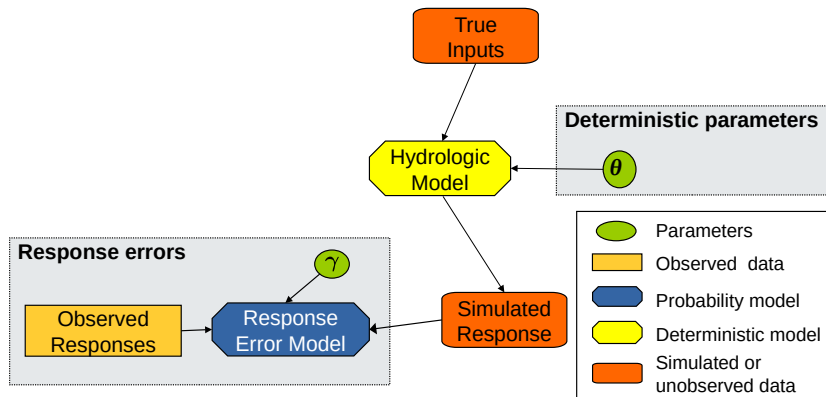 True
Inputs
Deterministic parameters
Hydrologic
Model
θ
Response errors
γ
Observed
Responses
Response
Error Model
Simulated
Response
Parameters
Observed data
Probability model
Deterministic model
Simulated or
unobserved data